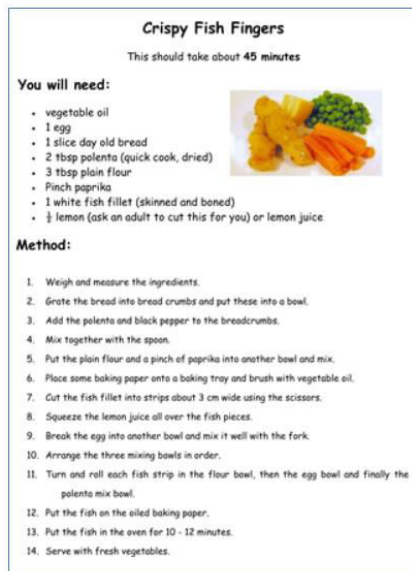 Crispy Fish Fingers
This should take about 45 minutes
You will need:
• vegetable oil
• 1 egg
• 1 slice day old bread
• 2 tbsp polenta (quick cook, dried)
• 3 tbsp plain flour
• Pinch paprika
• 1 white fish fillet (skinned and boned)
• ½ lemon (ask an adult to cut this for you) or lemon juice
Method:
1. Weigh and measure the ingredients.
2. Grate the bread into bread crumbs and put these into a bowl.
3. Add the polenta and black pepper to the breadcrumbs.
4. Mix together with the spoon.
5. Put the plain flour and a pinch of paprika into another bowl and mix.
6. Place some baking paper onto a baking tray and brush with vegetable oil.
7. Cut the fish fillet into strips about 3 cm wide using the scissors.
8. Squeeze the lemon juice all over the fish pieces.
9. Break the egg into another bowl and mix it well with the fork.
10. Arrange the three mixing bowls in order.
11. Turn and roll each fish strip in the flour bowl, then the egg bowl and finally the
polenta mix bowl.
12. Put the fish on the oiled baking paper.
13. Put the fish in the oven for 10 - 12 minutes.
14. Serve with fresh vegetables.